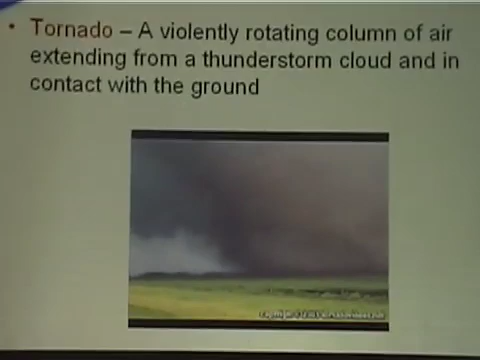 • Tornado – A violently rotating column of air
extending from a thunderstorm cloud and in
contact with the ground